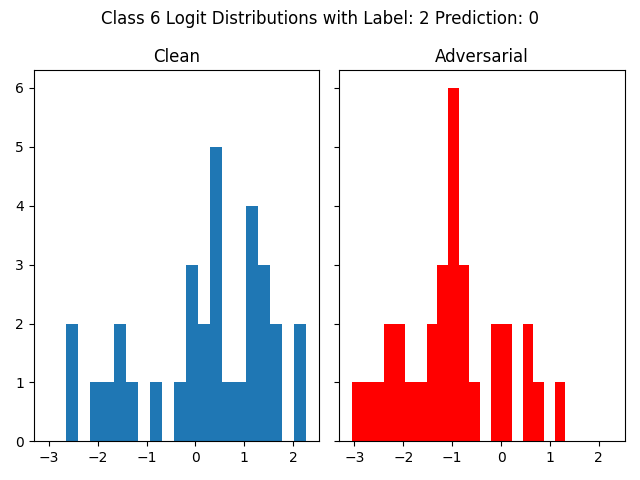 Class 6 Logit Distributions with Label: 2 Prediction: 0
Clean
Adversarial
6
5
4
3
2
1
0
−3 −2 −1 0 1 2
−3 −2 −1 0 1 2